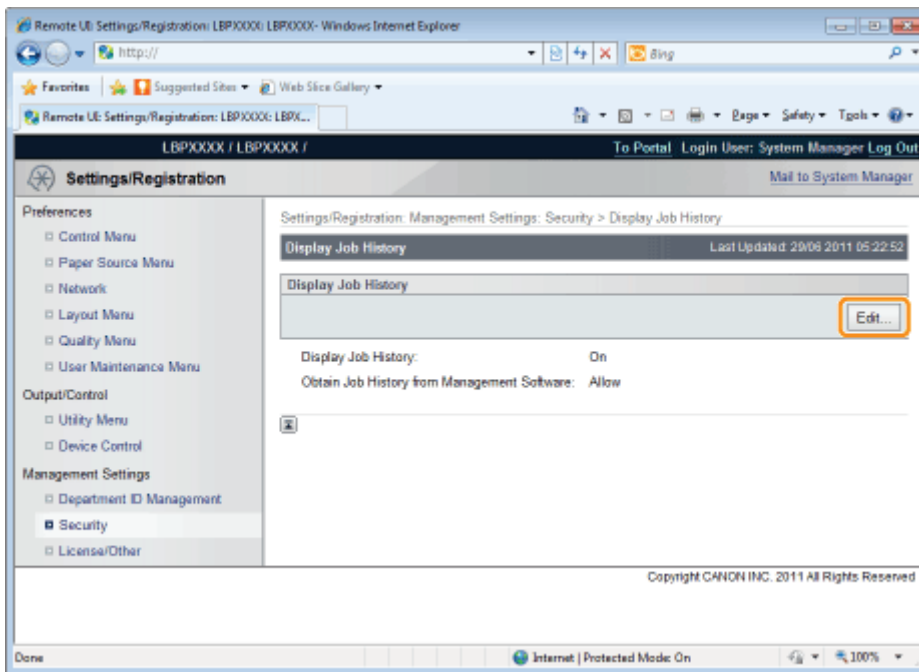 Remote UI: Settings/Registration: LBPXXXX: LBPXXXX- Windows Internet Explorer
http://
Bing
Favorites Suggested Sites Web Slice Gallery
Remote UI: Settings/Registration: LBPXXXX: LBPX...
Page Safety Tools
LBPXXXX / LBPXXXX /
To Portal Login User: System Manager Log Out
Settings/Registration
Mail to System Manager
Preferences
Control Menu
Paper Source Menu
Network
Layout Menu
Quality Menu
User Maintenance Menu
Output/Control
Utility Menu
Device Control
Management Settings
Department ID Management
Security
License/Other
Settings/Registration: Management Settings: Security > Display Job History
Display Job History Last Updated: 29/06 2011 05:22:52
Display Job History
Edit...
Display Job History: On
Obtain Job History from Management Software: Allow
Copyright CANON INC. 2011 All Rights Reserved
Done Internet | Protected Mode: On 100%